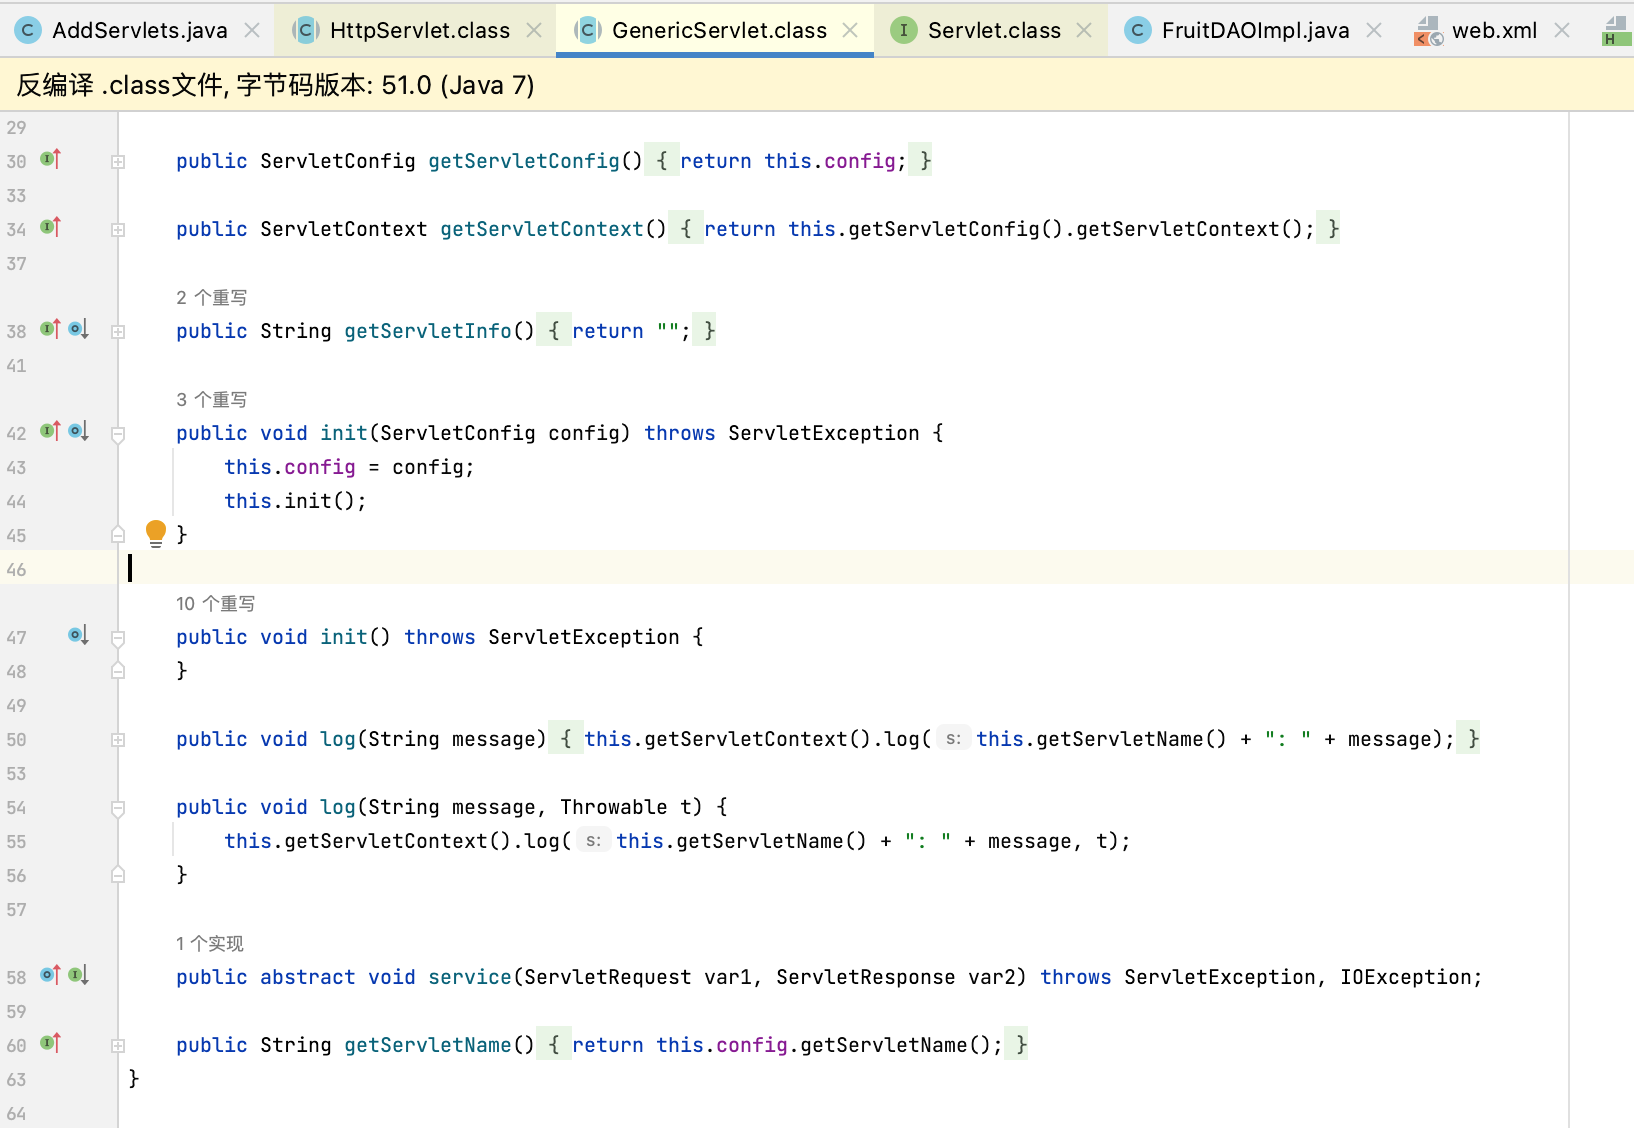 AddServlets.java HttpServlet.class GenericServlet.class Servlet.class FruitDAOImpl.java web.xml
反编译 .class文件, 字节码版本: 51.0 (Java 7)
29
30 public ServletConfig getServletConfig() { return this.config; }
33
34 public ServletContext getServletContext() { return this.getServletConfig().getServletContext(); }
37
2 个重写
38 public String getServletInfo() { return ""; }
41
3 个重写
42 public void init(ServletConfig config) throws ServletException {
43 this.config = config;
44 this.init();
45 }
46
10 个重写
47 public void init() throws ServletException {
48 }
49
50 public void log(String message) { this.getServletContext().log( s: this.getServletName() + ": " + message); }
53
54 public void log(String message, Throwable t) {
55 this.getServletContext().log( s: this.getServletName() + ": " + message, t);
56 }
57
1 个实现
58 public abstract void service(ServletRequest var1, ServletResponse var2) throws ServletException, IOException;
59
60 public String getServletName() { return this.config.getServletName(); }
63 }
64